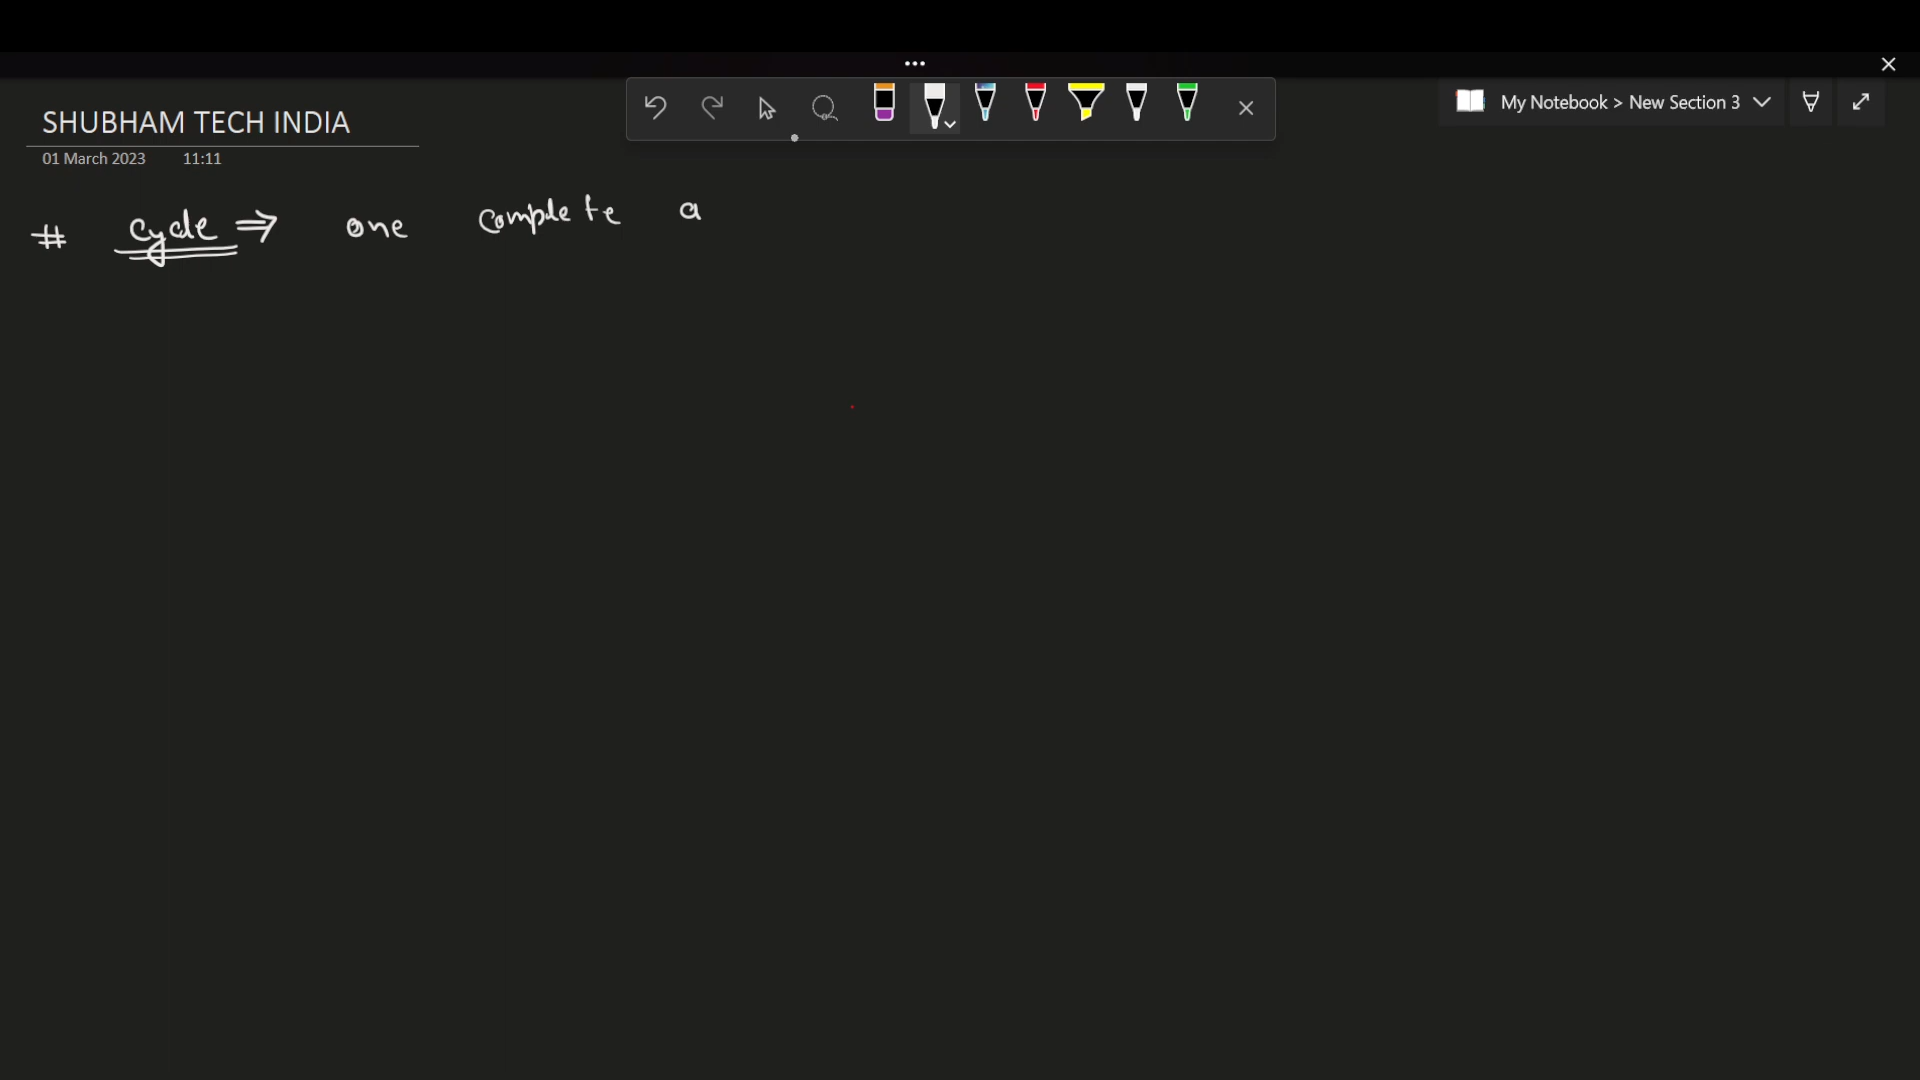 My Notebook > New Section 3
SHUBHAM TECH INDIA
01 March 2023 11:11
# Cycle ⇒ one complete a